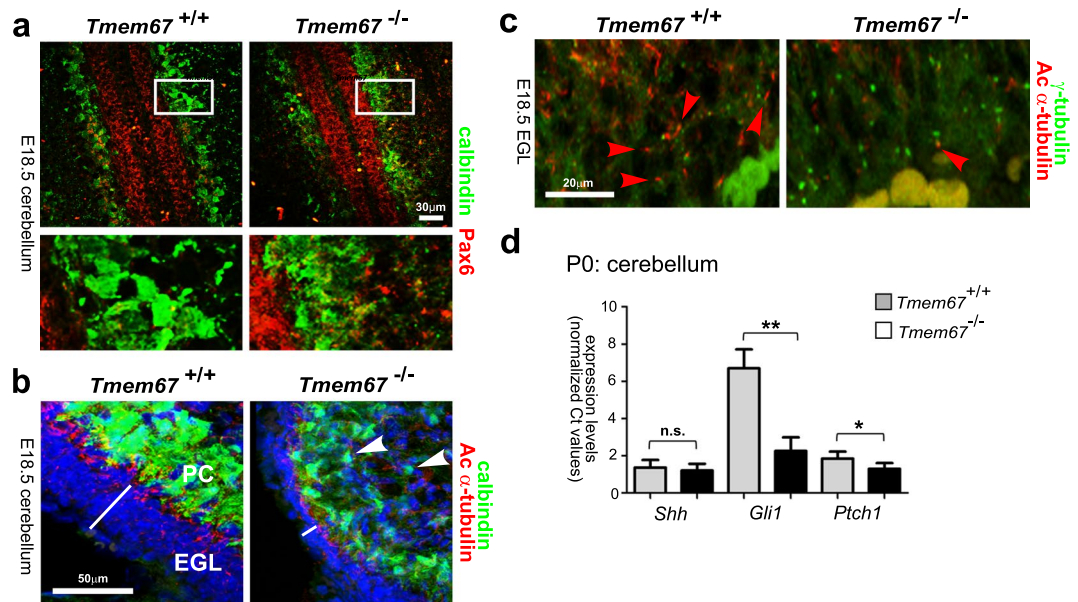 a
Tmem67 +/+
Tmem67 -/-
E18.5 cerebellum
30μm
calbindin
Pax6
b
Tmem67 +/+
Tmem67 -/-
E18.5 cerebellum
PC
EGL
50μm
calbindin
Ac α-tubulin
c
Tmem67 +/+
Tmem67 -/-
E18.5 EGL
20μm
γ-tubulin
Ac α-tubulin
d
P0: cerebellum
Tmem67+/+
Tmem67-/-
expression levels
(normalized Ct values)
10
8
6
4
2
0
n.s.
**
*
Shh
Gli1
Ptch1